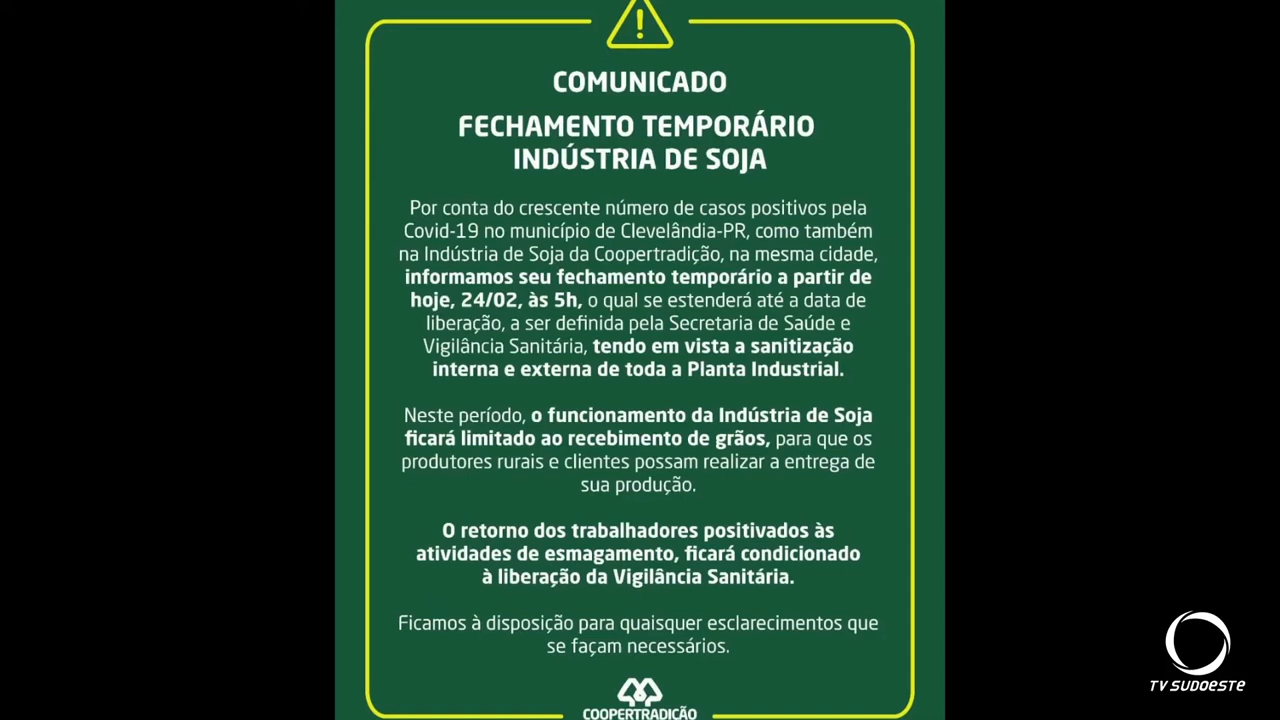 COMUNICADO
FECHAMENTO TEMPORÁRIO
INDÚSTRIA DE SOJA
Por conta do crescente número de casos positivos pela
Covid-19 no município de Clevelândia-PR, como também
na Indústria de Soja da Coopertradição, na mesma cidade,
informamos seu fechamento temporário a partir de
hoje, 24/02, às 5h, o qual se estenderá até a data de
liberação, a ser definida pela Secretaria de Saúde e
Vigilância Sanitária, tendo em vista a sanitização
interna e externa de toda a Planta Industrial.
Neste período, o funcionamento da Indústria de Soja
ficará limitado ao recebimento de grãos, para que os
produtores rurais e clientes possam realizar a entrega de
sua produção.
O retorno dos trabalhadores positivados às
atividades de esmagamento, ficará condicionado
à liberação da Vigilância Sanitária.
Ficamos à disposição para quaisquer esclarecimentos que
se façam necessários.
COOPERTRADIÇÃO
TV SUDOESTE